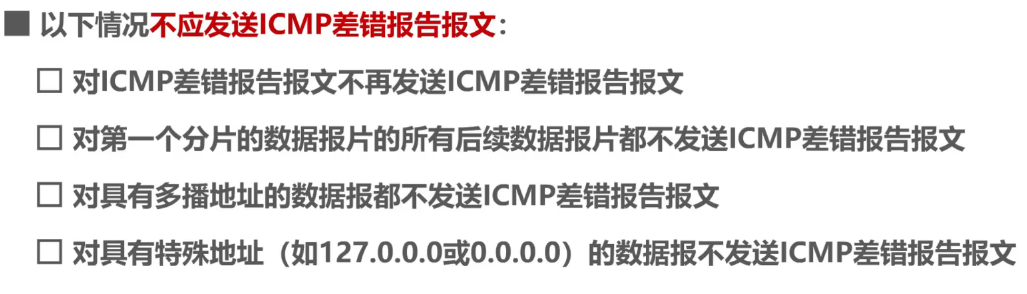 ■ 以下情况不应发送ICMP差错报告报文：
□ 对ICMP差错报告报文不再发送ICMP差错报告报文
□ 对第一个分片的数据报片的所有后续数据报片都不发送ICMP差错报告报文
□ 对具有多播地址的数据报都不发送ICMP差错报告报文
□ 对具有特殊地址（如127.0.0.0或0.0.0.0）的数据报不发送ICMP差错报告报文